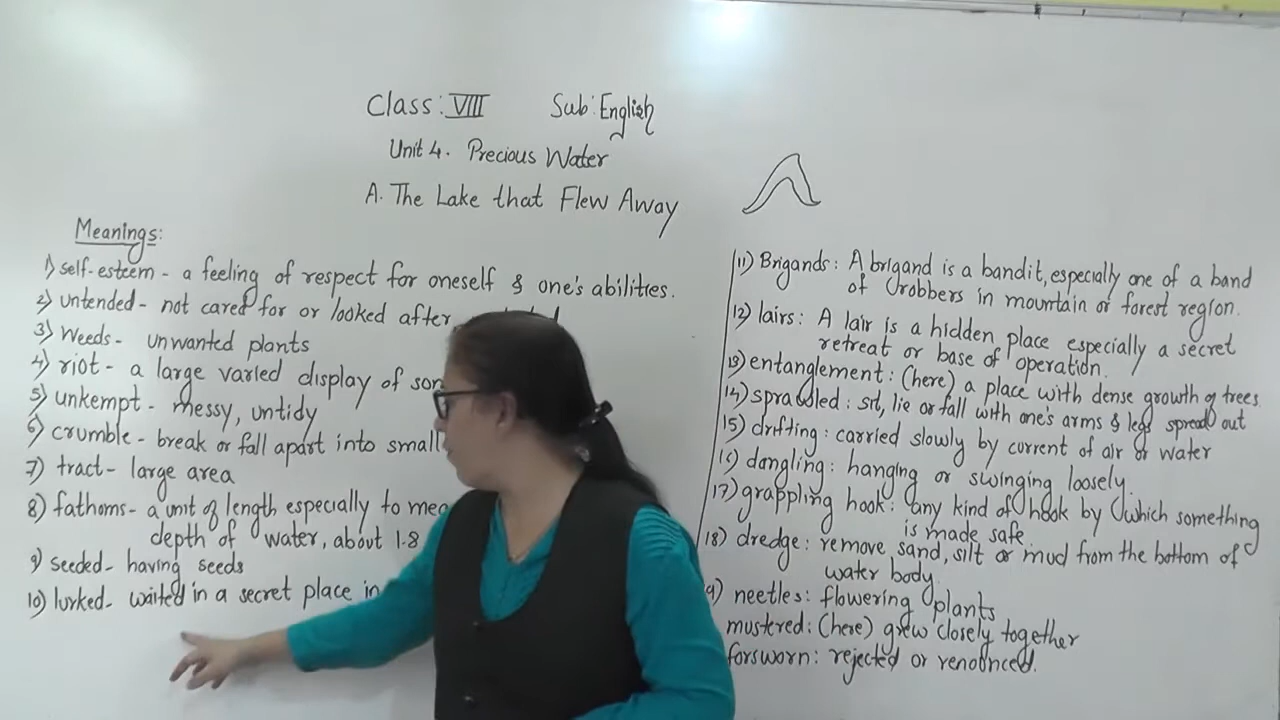 Class: VIII Sub: English
Unit 4. Precious Water
A. The Lake that Flew Away
Meanings:
1) self-esteem - a feeling of respect for oneself & one's abilities.
2) untended - not cared for or looked after
3) Weeds - unwanted plants
4) riot - a large varied display of
5) unkempt - messy, untidy
6) crumble - break or fall apart into small
7) tract - large area
8) fathoms - a unit of length especially to
depth of water, about 1.8
9) seeded - having seeds
10) lurked - waited in a secret place in
11) Brigands: A brigand is a bandit, especially one of a band
of robbers in mountain or forest region.
12) lairs: A lair is a hidden place especially a secret
retreat or base of operation.
13) entanglement: (here) a place with dense growth of trees.
14) sprawled: sit, lie or fall with one's arms & legs spread out
15) drifting: carried slowly by current of air or water
16) dangling: hanging or swinging loosely.
17) grappling hook: any kind of hook by which something
is made safe.
18) dredge: remove sand, silt or mud from the bottom of
water body.
9) neetles: flowering plants
mustered: (here) grew closely together
forsworn: rejected or renounced.